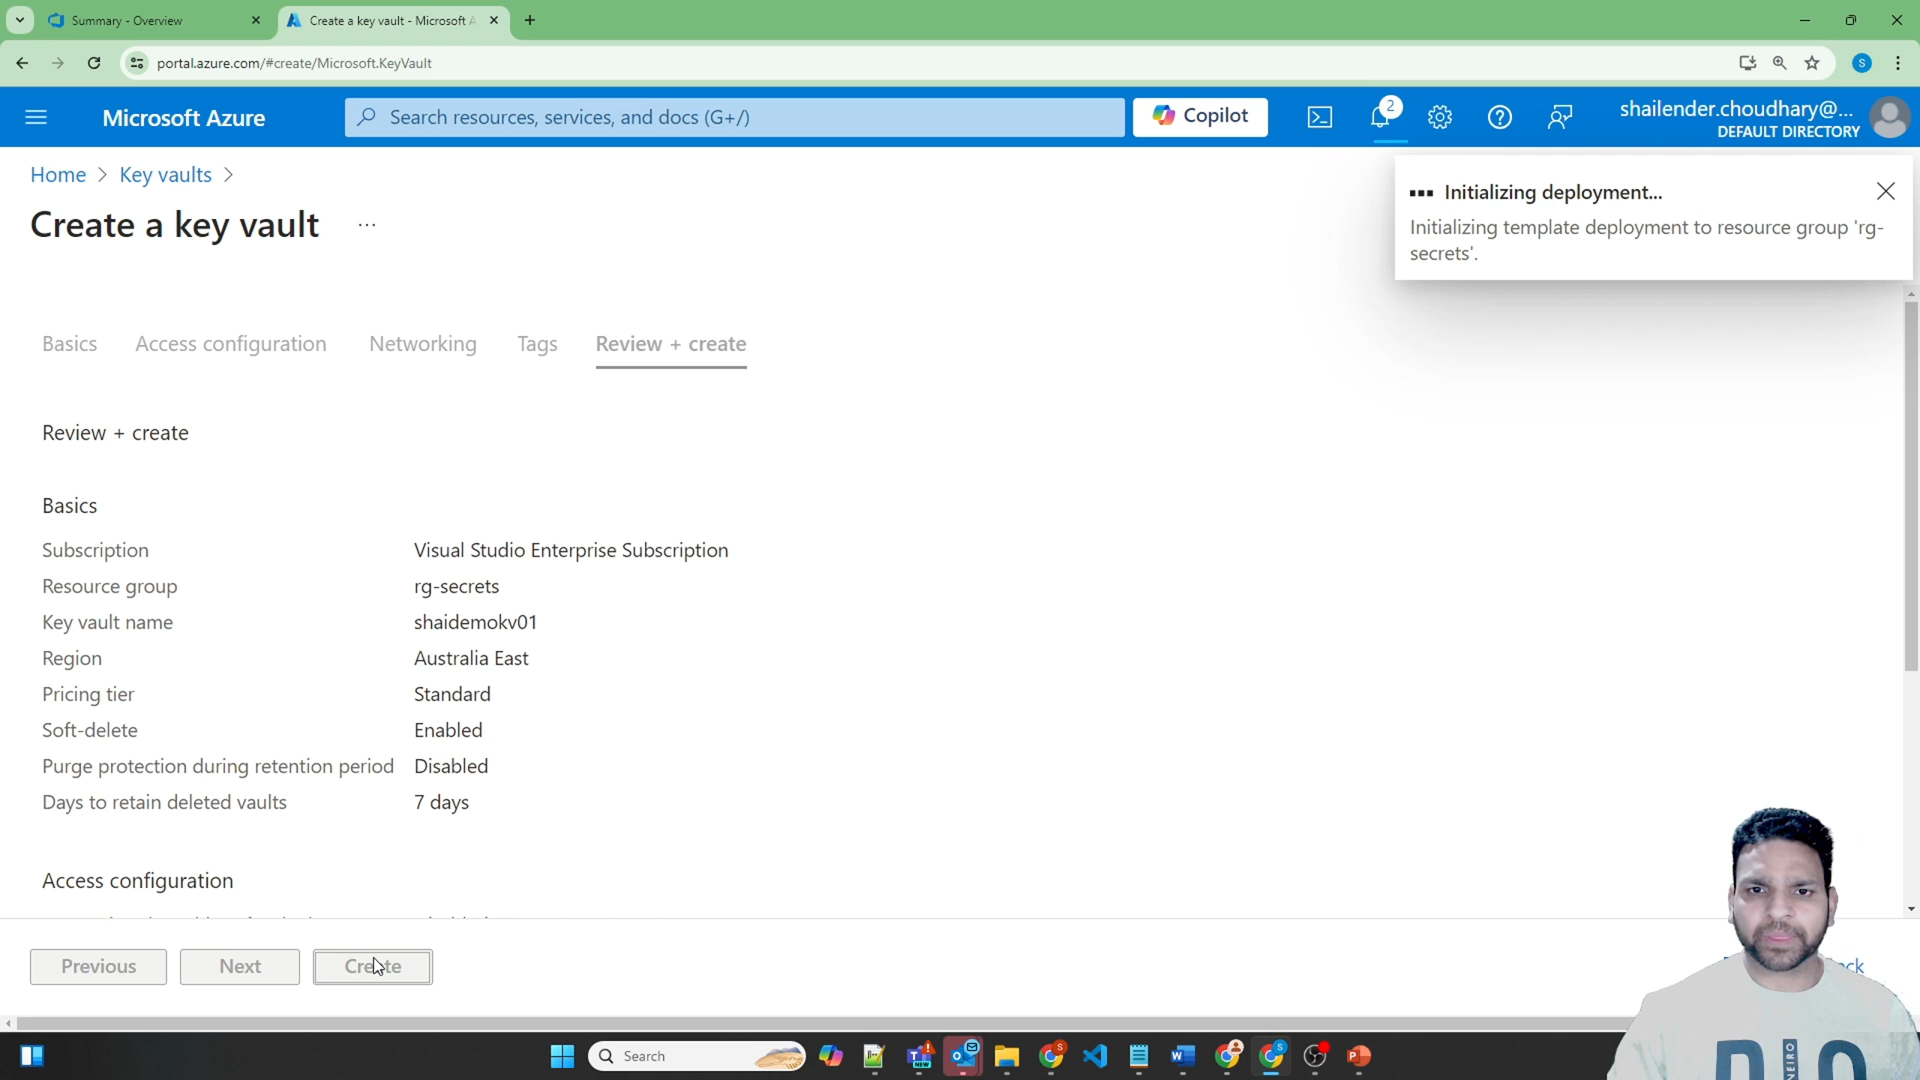 Summary - Overview
Create a key vault - Microsoft A
portal.azure.com/#create/Microsoft.KeyVault
S
Microsoft Azure
Search resources, services, and docs (G+/)
Copilot
2
shailender.choudhary@...
DEFAULT DIRECTORY
Home > Key vaults >
Create a key vault ...
Initializing deployment...
Initializing template deployment to resource group 'rg-
secrets'.
Basics Access configuration Networking Tags Review + create
Review + create
Basics
Subscription Visual Studio Enterprise Subscription
Resource group rg-secrets
Key vault name shaidemokv01
Region Australia East
Pricing tier Standard
Soft-delete Enabled
Purge protection during retention period Disabled
Days to retain deleted vaults 7 days
Access configuration
Previous Next Create
Search